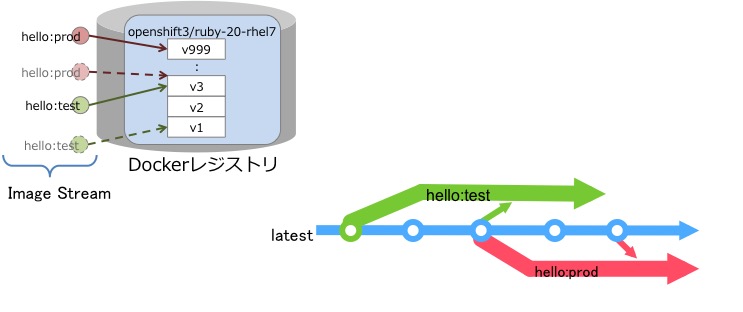 openshift3/ruby-20-rhel7
hello:prod
v999
:
hello:prod
v3
hello:test
v2
v1
hello:test
Dockerレジストリ
Image Stream
hello:test
latest
hello:prod